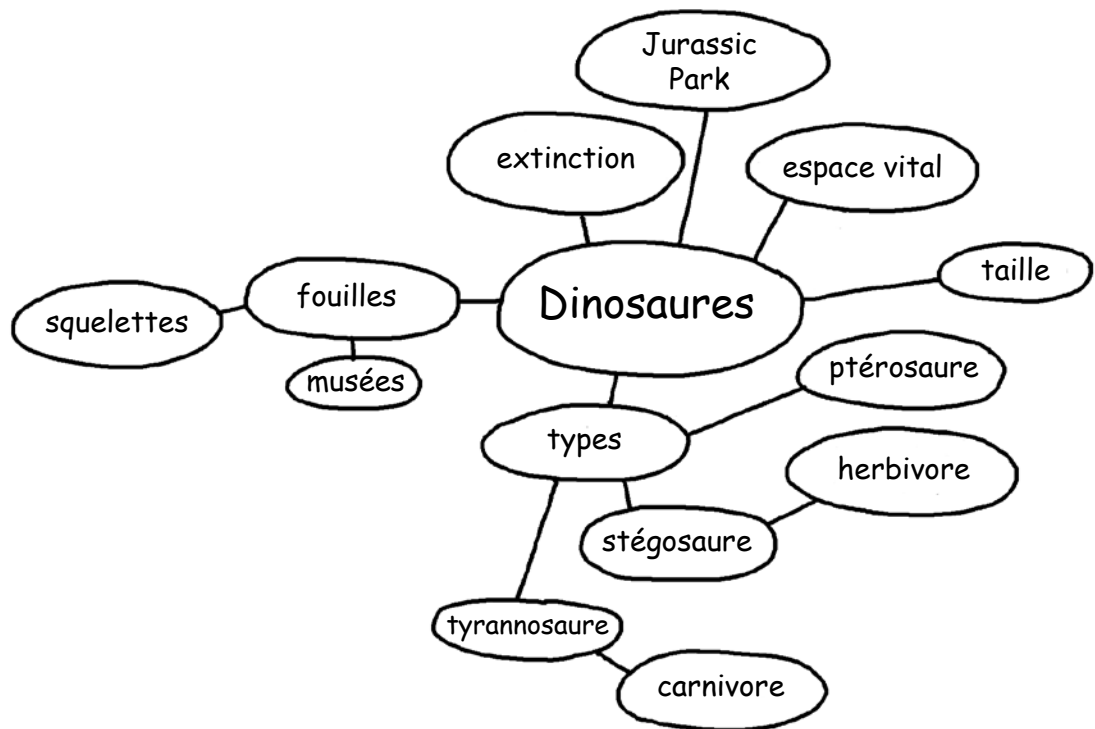 Jurassic
Park
extinction
espace vital
taille
Dinosaures
fouilles
squelettes
musées
ptérosaure
types
herbivore
stégosaure
tyrannosaure
carnivore